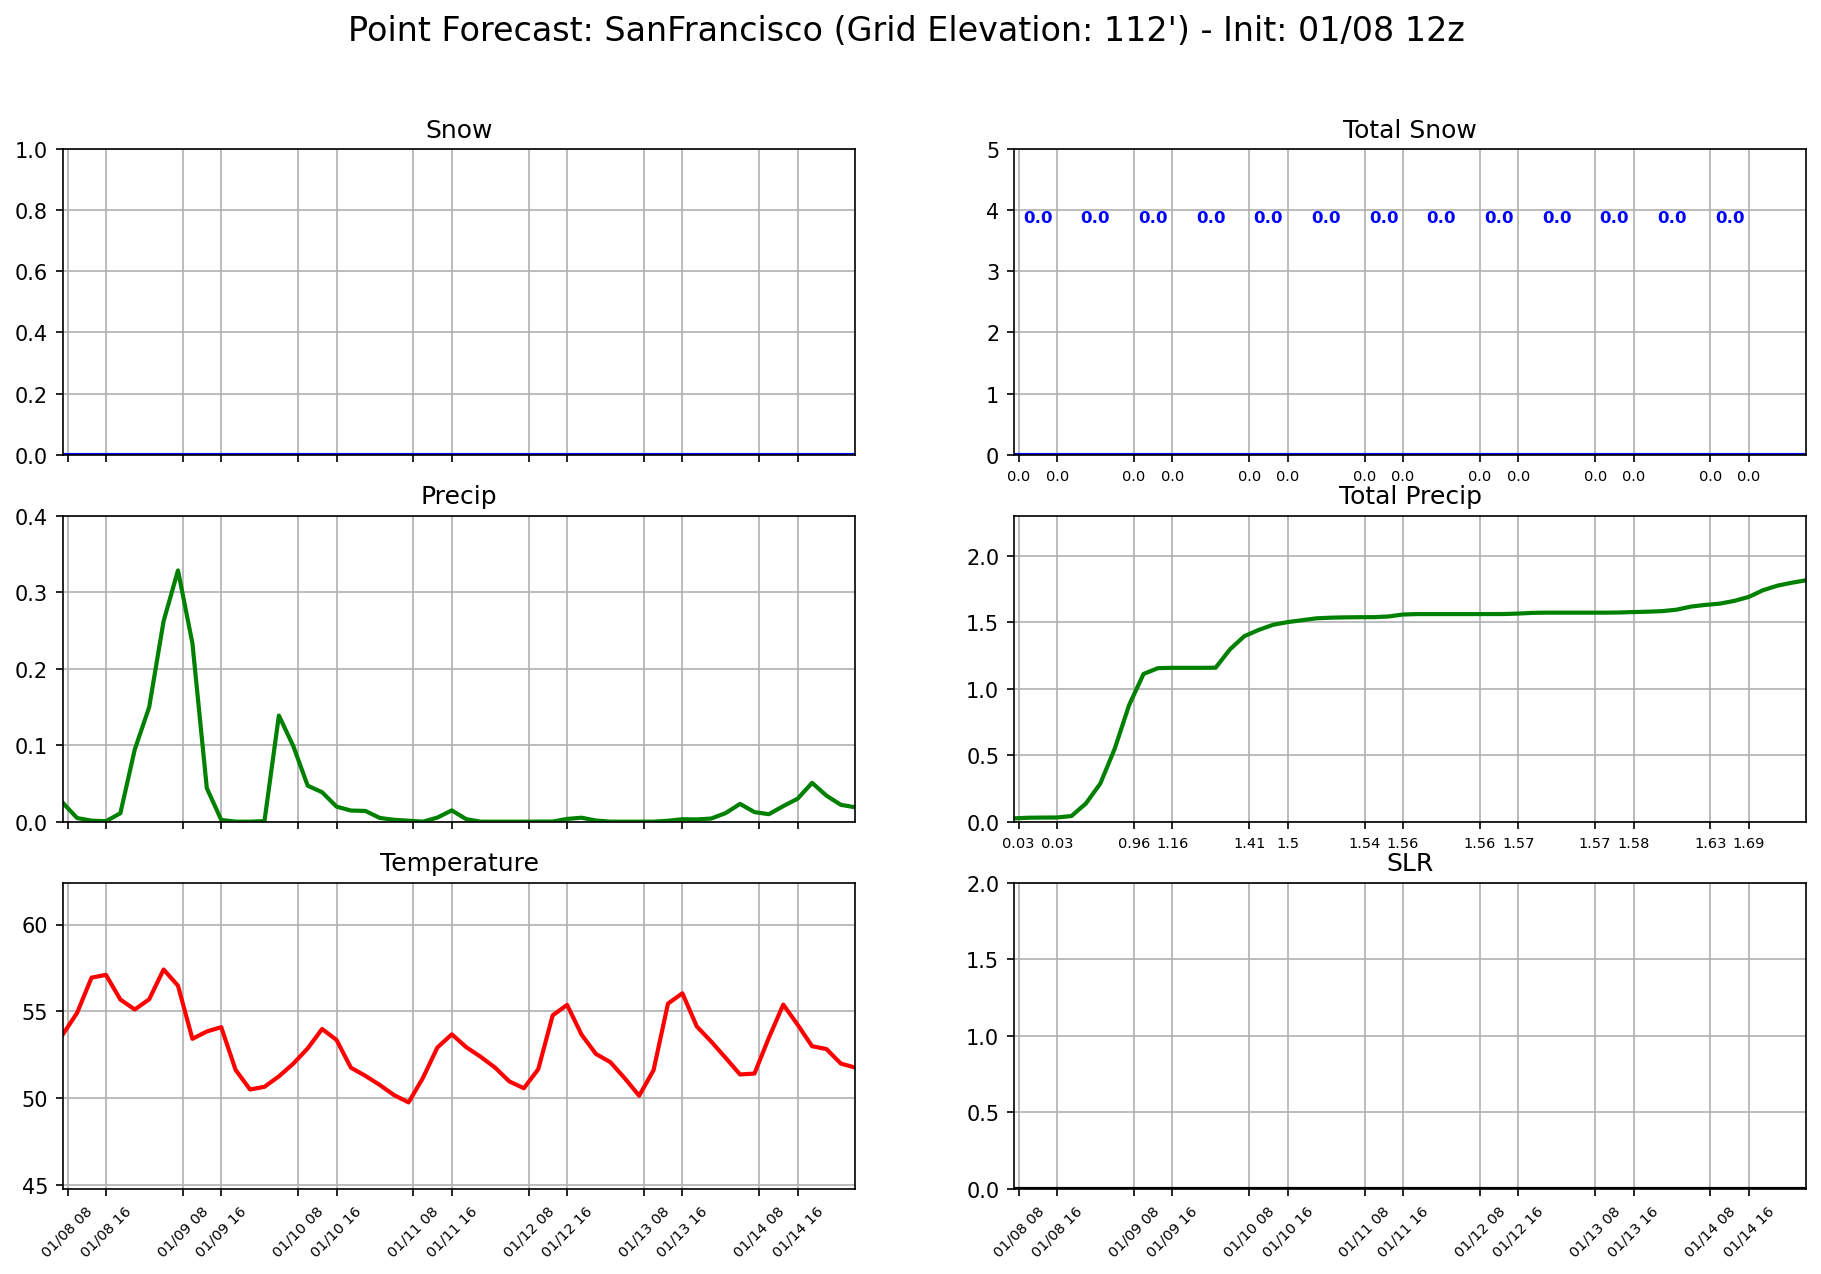 Point Forecast: SanFrancisco (Grid Elevation: 112') - Init: 01/08 12z
Snow
1.0
0.8
0.6
0.4
0.2
0.0
Total Snow
5
4
3
2
1
0
0.0 0.0 0.0 0.0 0.0 0.0 0.0 0.0 0.0 0.0 0.0 0.0 0.0
0.0 0.0 0.0 0.0 0.0 0.0 0.0 0.0 0.0 0.0 0.0 0.0 0.0 0.0
Precip
0.4
0.3
0.2
0.1
0.0
Total Precip
2.0
1.5
1.0
0.5
0.0
0.03 0.03 0.96 1.16 1.41 1.5 1.54 1.56 1.56 1.57 1.57 1.58 1.63 1.69
Temperature
60
55
50
45
01/08 08 01/08 16 01/09 08 01/09 16 01/10 08 01/10 16 01/11 08 01/11 16 01/12 08 01/12 16 01/13 08 01/13 16 01/14 08 01/14 16
SLR
2.0
1.5
1.0
0.5
0.0
01/08 08 01/08 16 01/09 08 01/09 16 01/10 08 01/10 16 01/11 08 01/11 16 01/12 08 01/12 16 01/13 08 01/13 16 01/14 08 01/14 16